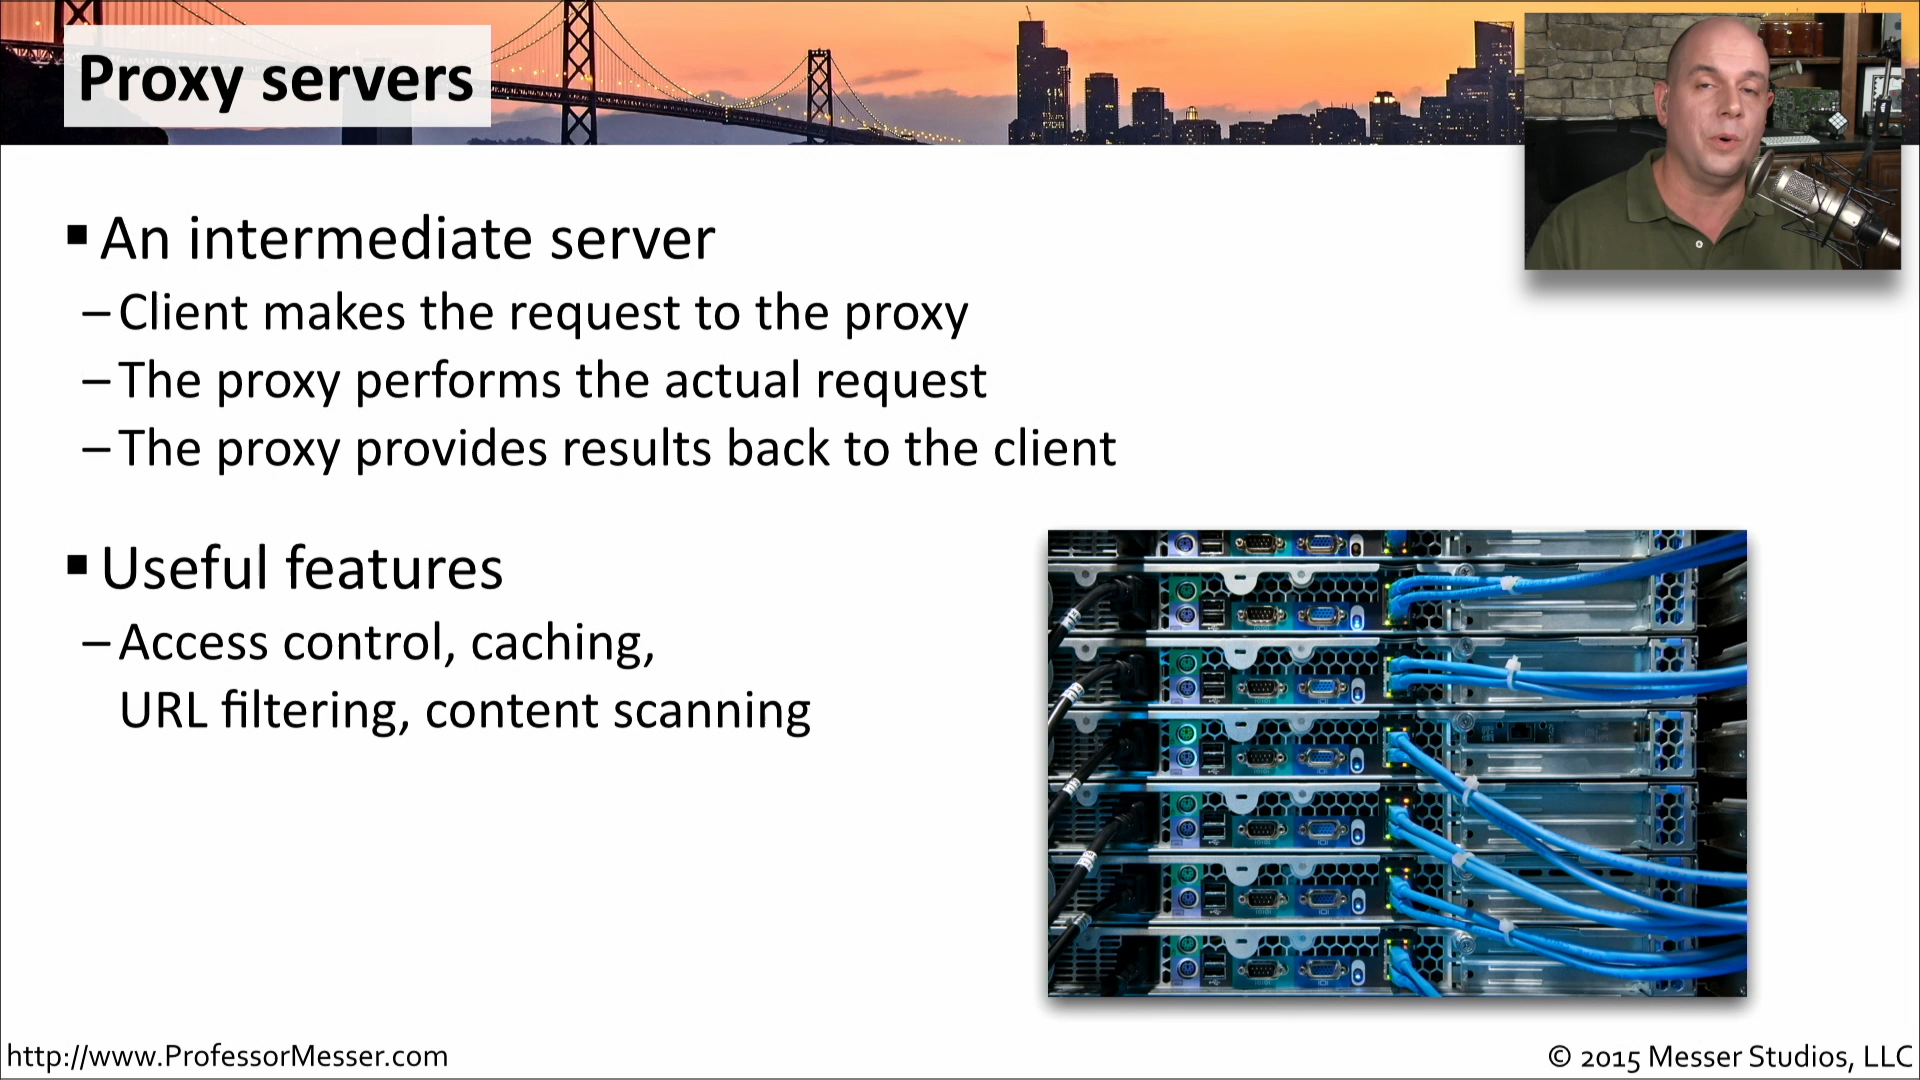 Proxy servers
▪ An intermediate server
– Client makes the request to the proxy
– The proxy performs the actual request
– The proxy provides results back to the client
▪ Useful features
– Access control, caching,
URL filtering, content scanning
http://www.ProfessorMesser.com
© 2015 Messer Studios, LLC